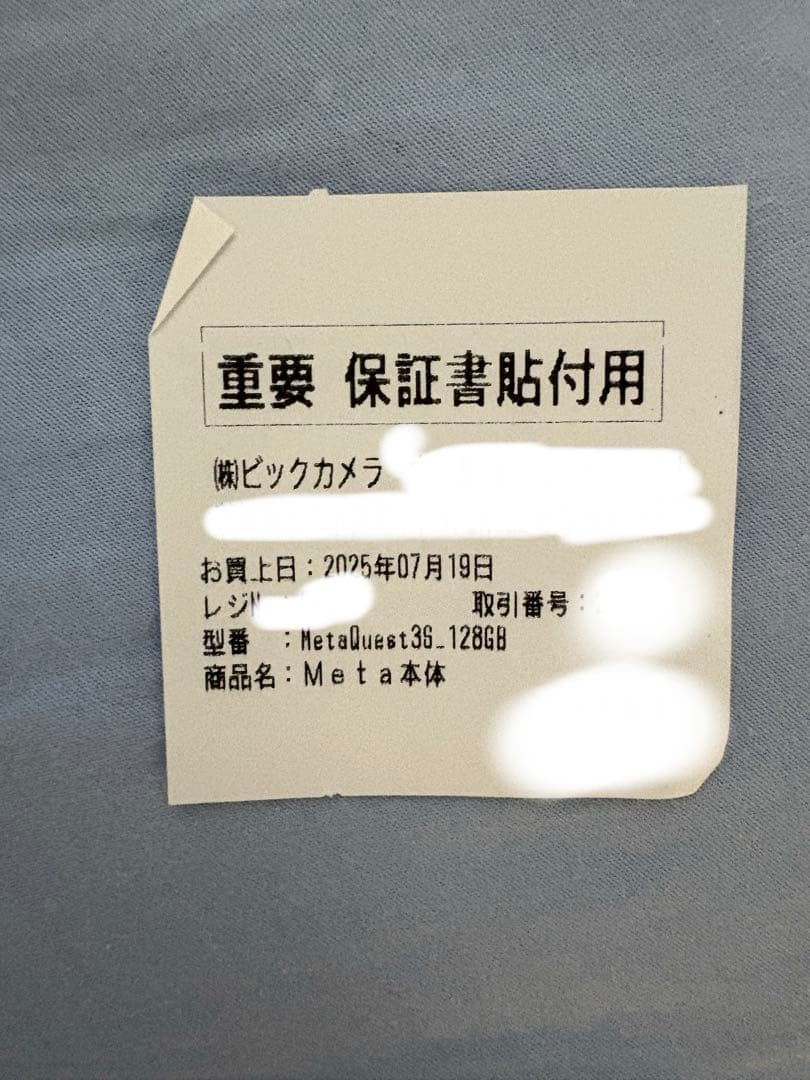 重要 保証書貼付用
㈱ビックカメラ
お買上日：2025年07月19日
レジN
取引番号：
型番　：MetaQuest3S_128GB
商品名：Ｍｅｔａ本体